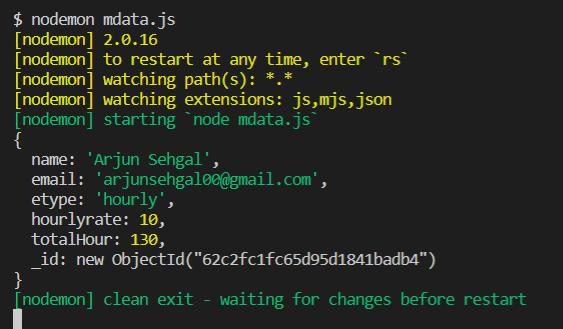 $ nodemon mdata.js
[nodemon] 2.0.16
[nodemon] to restart at any time, enter `rs`
[nodemon] watching path(s): *.*
[nodemon] watching extensions: js,mjs,json
[nodemon] starting `node mdata.js`
{
  name: 'Arjun Sehgal',
  email: 'arjunsehgal00@gmail.com',
  etype: 'hourly',
  hourlyrate: 10,
  totalHour: 130,
  _id: new ObjectId("62c2fc1fc65d95d1841badb4")
}
[nodemon] clean exit - waiting for changes before restart